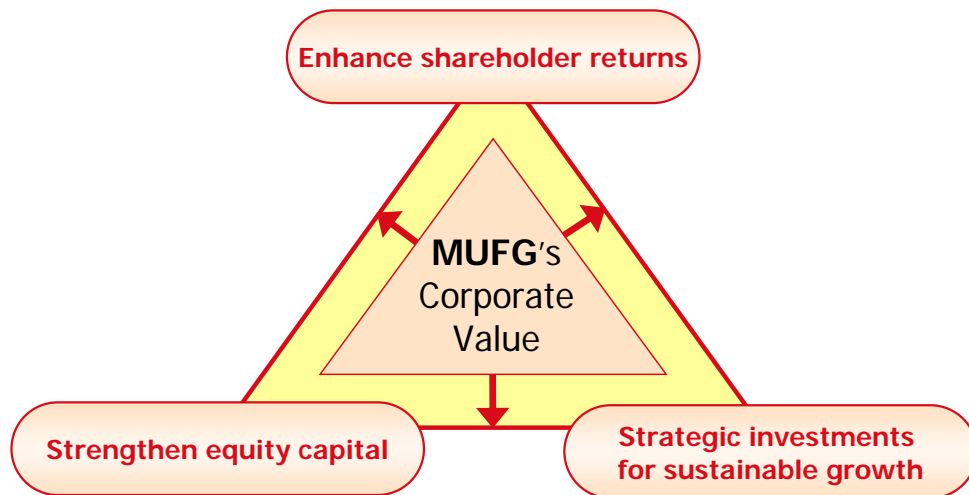 Enhance shareholder returns
MUFG's
Corporate
Value
Strengthen equity capital
Strategic investments
for sustainable growth